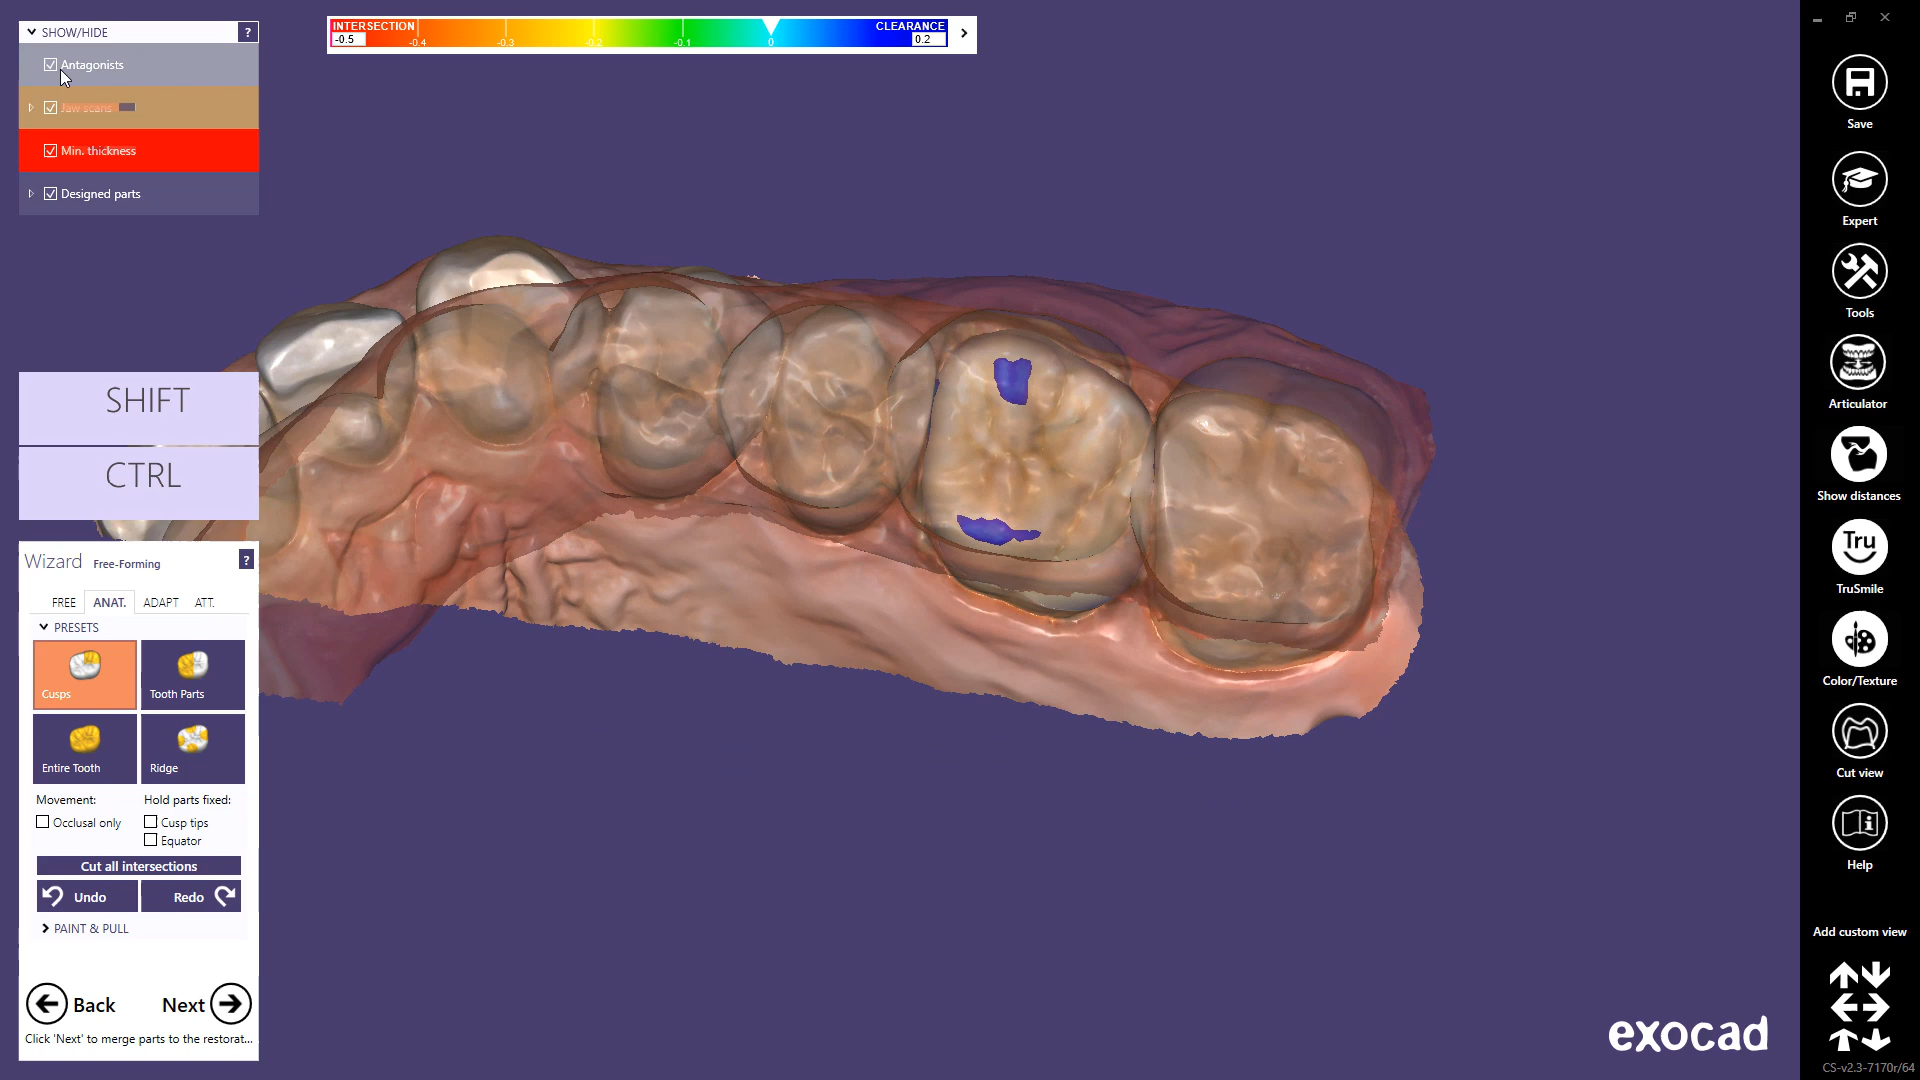 SHOW/HIDE
?
Antagonists
Jaw scans
Min. thickness
Designed parts
INTERSECTION
CLEARANCE
-0.5
-0.4
-0.3
-0.2
-0.1
0
0.2
SHIFT
CTRL
Wizard Free-Forming
?
FREE ANAT. ADAPT ATT.
PRESETS
Cusps
Tooth Parts
Entire Tooth
Ridge
Movement:
Hold parts fixed:
Occlusal only
Cusp tips
Equator
Cut all intersections
Undo
Redo
PAINT & PULL
Back
Next
Click 'Next' to merge parts to the restorat...
Save
Expert
Tools
Articulator
Show distances
Tru
TruSmile
Color/Texture
Cut view
i
Help
Add custom view
exocad
CS-v2.3-7170r/64